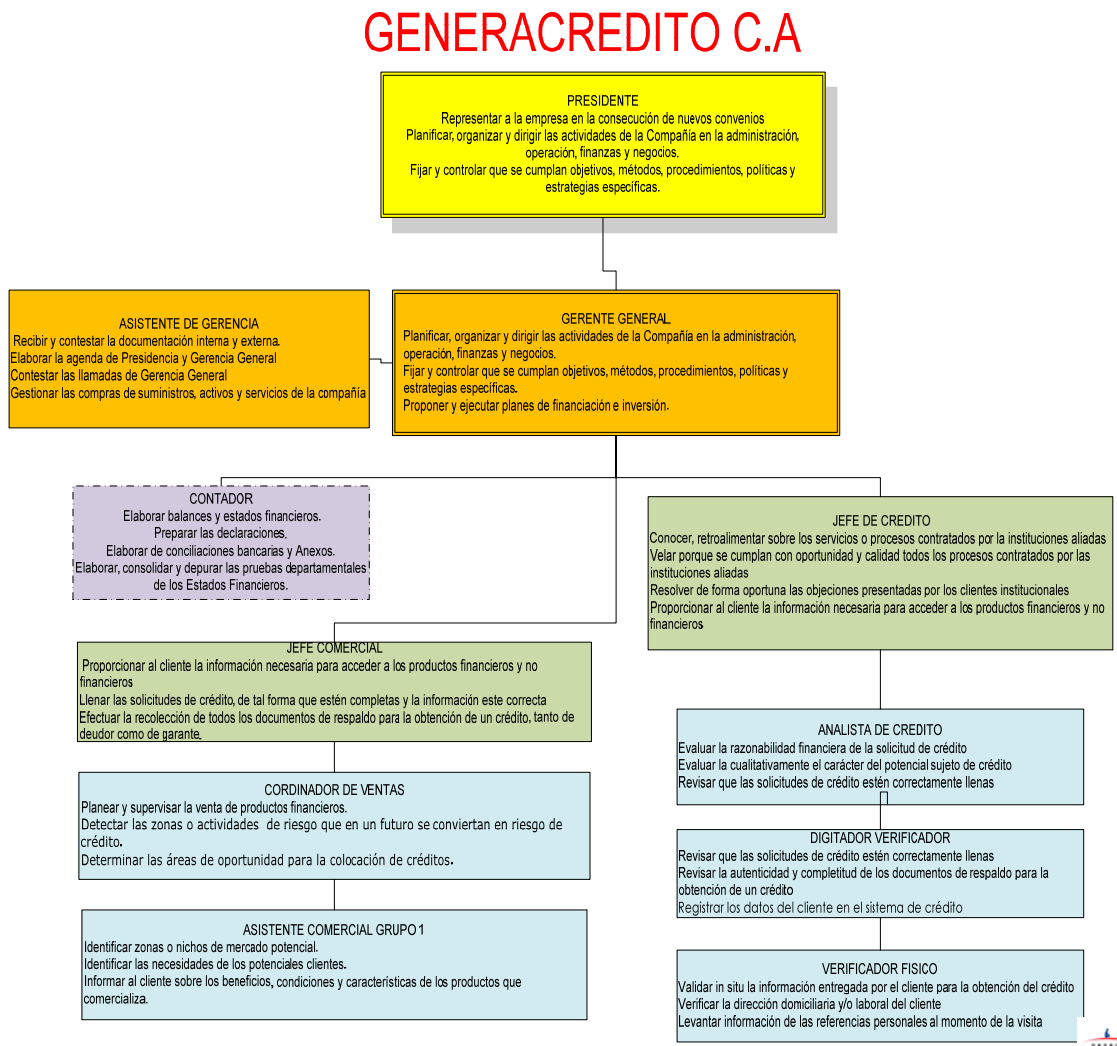 GENERACREDITO C.A
PRESIDENTE
Representar a la empresa en la consecución de nuevos convenios
Planificar, organizar y dirigir las actividades de la Compañía en la administración,
operación, finanzas y negocios.
Fijar y controlar que se cumplan objetivos, métodos, procedimientos, políticas y
estrategias específicas.
ASISTENTE DE GERENCIA
Recibir y contestar la documentación interna y externa.
Elaborar la agenda de Presidencia y Gerencia General
Contestar las llamadas de Gerencia General
Gestionar las compras de suministros, activos y servicios de la compañía
GERENTE GENERAL
Planificar, organizar y dirigir las actividades de la Compañía en la administración,
operación, finanzas y negocios.
Fijar y controlar que se cumplan objetivos, métodos, procedimientos, políticas y
estrategias específicas.
Proponer y ejecutar planes de financiación e inversión.
CONTADOR
Elaborar balances y estados financieros.
Preparar las declaraciones.
Elaborar de conciliaciones bancarias y Anexos.
Elaborar, consolidar y depurar las pruebas departamentales
de los Estados Financieros.
JEFE DE CREDITO
Conocer, retroalimentar sobre los servicios o procesos contratados por la instituciones aliadas
Velar porque se cumplan con oportunidad y calidad todos los procesos contratados por las
instituciones aliadas
Resolver de forma oportuna las objeciones presentadas por los clientes institucionales
Proporcionar al cliente la información necesaria para acceder a los productos financieros y no
financieros
JEFE COMERCIAL
Proporcionar al cliente la información necesaria para acceder a los productos financieros y no
financieros
Llenar las solicitudes de crédito, de tal forma que estén completas y la información este correcta
Efectuar la recolección de todos los documentos de respaldo para la obtención de un crédito, tanto de
deudor como de garante.
ANALISTA DE CREDITO
Evaluar la razonabilidad financiera de la solicitud de crédito
Evaluar la cualitativamente el carácter del potencial sujeto de crédito
Revisar que las solicitudes de crédito estén correctamente llenas
CORDINADOR DE VENTAS
Planear y supervisar la venta de productos financieros.
Detectar las zonas o actividades de riesgo que en un futuro se conviertan en riesgo de
crédito.
Determinar las áreas de oportunidad para la colocación de créditos.
DIGITADOR VERIFICADOR
Revisar que las solicitudes de crédito estén correctamente llenas
Revisar la autenticidad y completitud de los documentos de respaldo para la
obtención de un crédito
Registrar los datos del cliente en el sistema de crédito
ASISTENTE COMERCIAL GRUPO 1
Identificar zonas o nichos de mercado potencial.
Identificar las necesidades de los potenciales clientes.
Informar al cliente sobre los beneficios, condiciones y características de los productos que
comercializa.
VERIFICADOR FISICO
Validar in situ la información entregada por el cliente para la obtención del crédito
Verificar la dirección domiciliaria y/o laboral del cliente
Levantar información de las referencias personales al momento de la visita